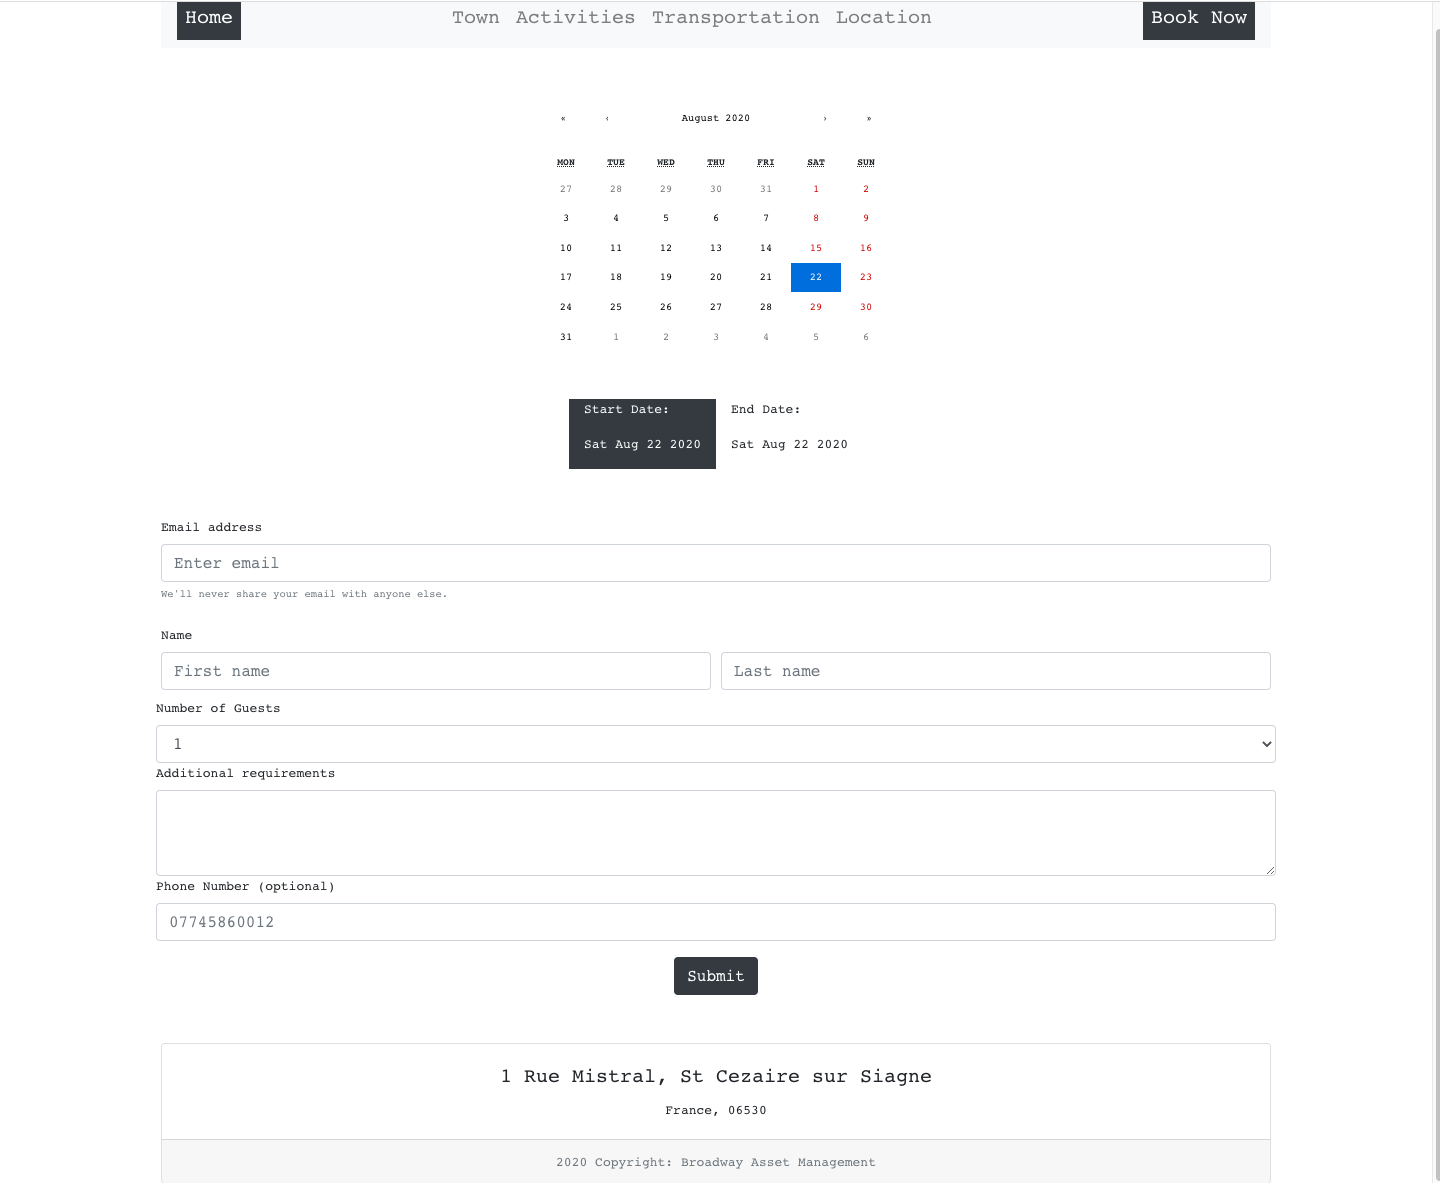 Home Town Activities Transportation Location Book Now
« ‹ August 2020 › »
MON TUE WED THU FRI SAT SUN
27 28 29 30 31 1 2
3 4 5 6 7 8 9
10 11 12 13 14 15 16
17 18 19 20 21 22 23
24 25 26 27 28 29 30
31 1 2 3 4 5 6
Start Date: End Date:
Sat Aug 22 2020 Sat Aug 22 2020
Email address
Enter email
We'll never share your email with anyone else.
Name
First name Last name
Number of Guests
1
Additional requirements
Phone Number (optional)
07745860012
Submit
1 Rue Mistral, St Cezaire sur Siagne
France, 06530
2020 Copyright: Broadway Asset Management